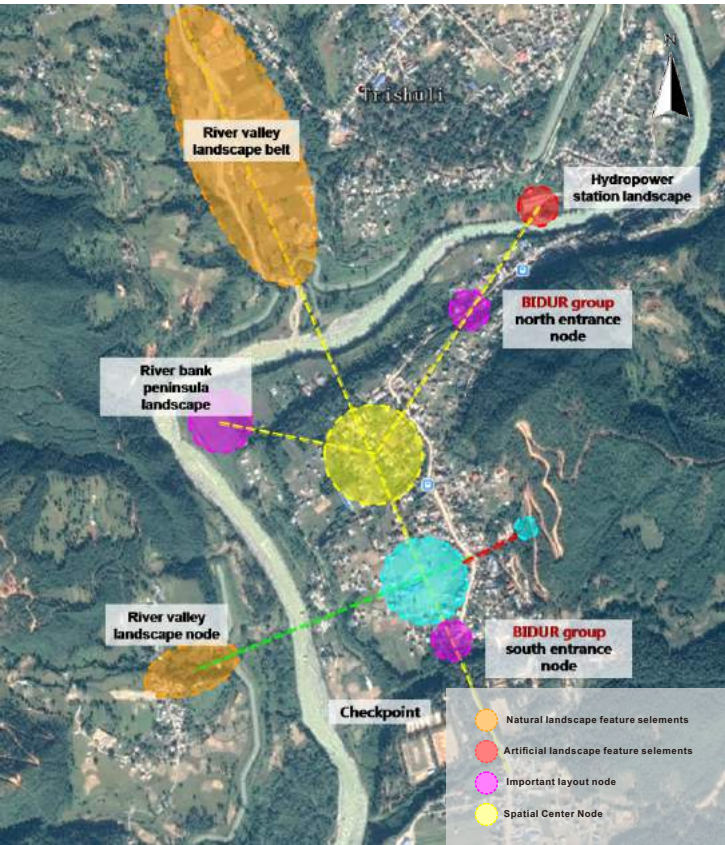 N
Trishuli
River valley
landscape belt
Hydropower
station landscape
BIDUR group
north entrance
node
River bank
peninsula
landscape
River valley
landscape node
BIDUR group
south entrance
node
Checkpoint
Natural landscape feature selements
Artificial landscape feature selements
Important layout node
Spatial Center Node